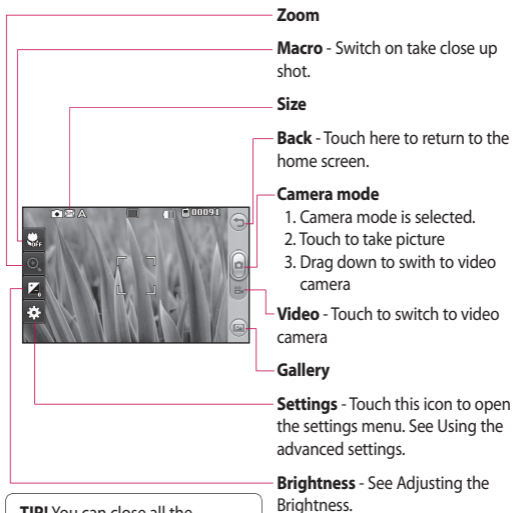 Zoom
Macro - Switch on take close up
shot.
Size
Back - Touch here to return to the
home screen.
Camera mode
1. Camera mode is selected.
2. Touch to take picture
3. Drag down to swith to video
camera
Video - Touch to switch to video
camera
Gallery
Settings - Touch this icon to open
the settings menu. See Using the
advanced settings.
Brightness - See Adjusting the
Brightness.
A 00091
OFF
TIP! You can close all the